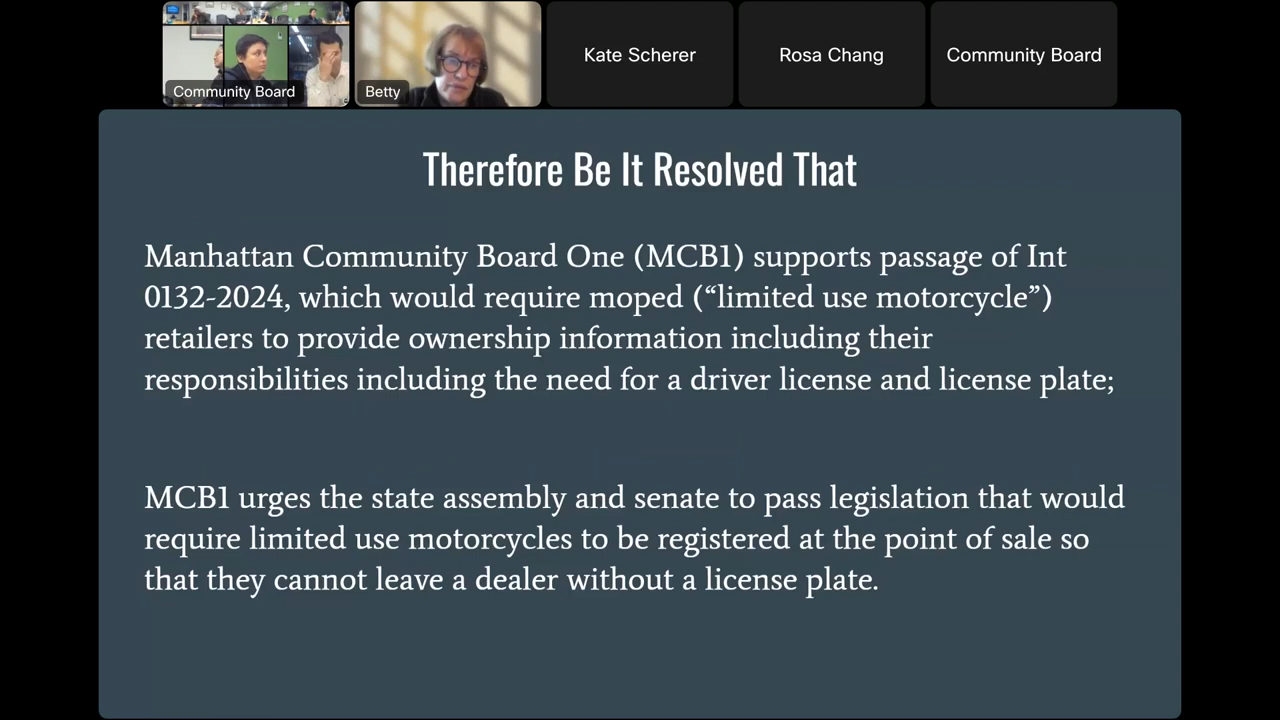 Community Board
Betty
Kate Scherer
Rosa Chang
Community Board
Therefore Be It Resolved That
Manhattan Community Board One (MCB1) supports passage of Int
0132-2024, which would require moped (“limited use motorcycle”)
retailers to provide ownership information including their
responsibilities including the need for a driver license and license plate;
MCB1 urges the state assembly and senate to pass legislation that would
require limited use motorcycles to be registered at the point of sale so
that they cannot leave a dealer without a license plate.